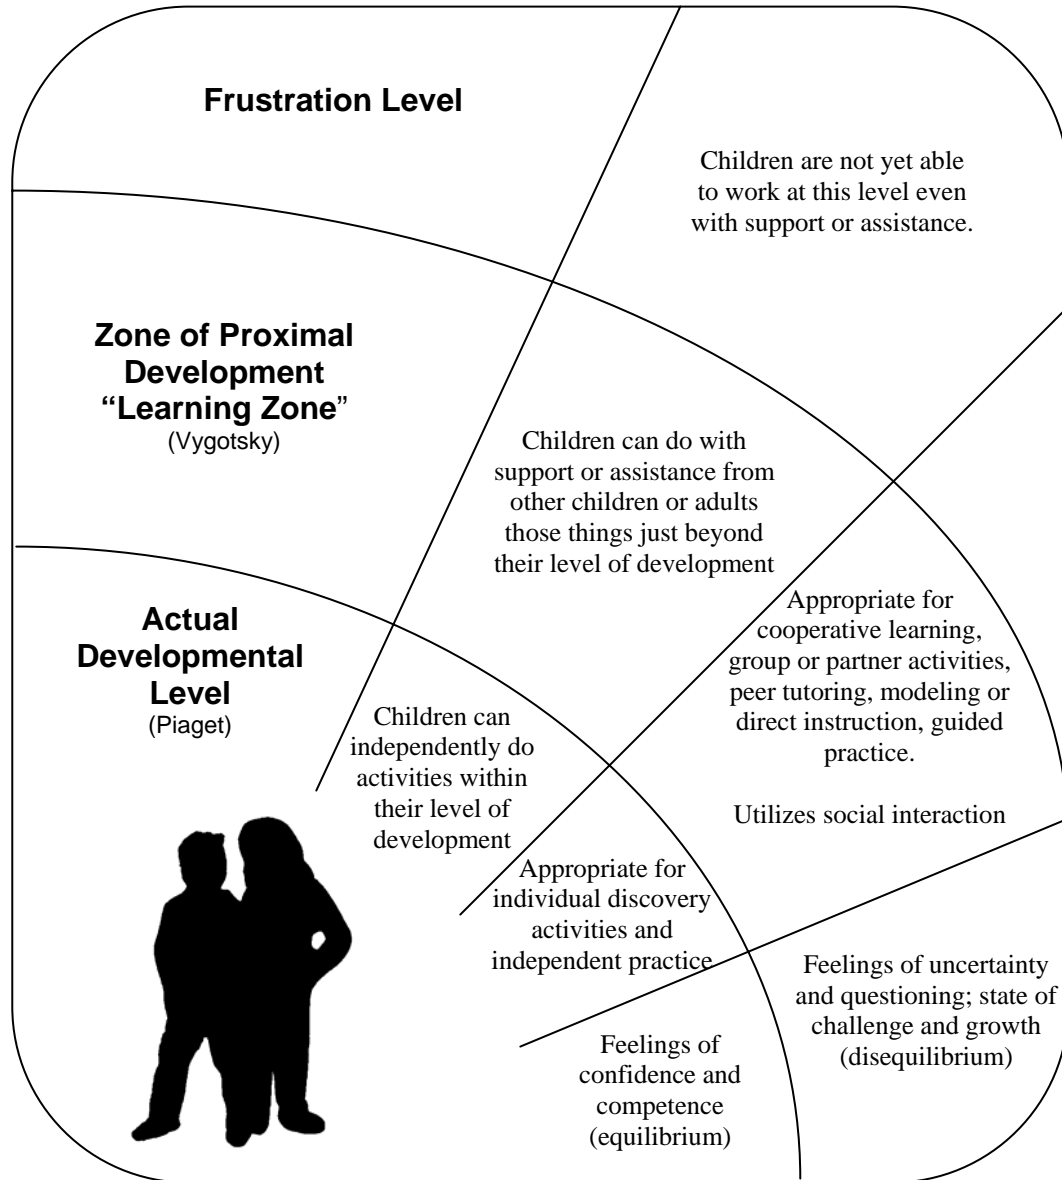 Frustration Level
Children are not yet able
to work at this level even
with support or assistance.
Zone of Proximal
Development
“Learning Zone”
(Vygotsky)
Children can do with
support or assistance from
other children or adults
those things just beyond
their level of development
Appropriate for
cooperative learning,
group or partner activities,
peer tutoring, modeling or
direct instruction, guided
practice.
Utilizes social interaction
Feelings of uncertainty
and questioning; state of
challenge and growth
(disequilibrium)
Actual
Developmental
Level
(Piaget)
Children can
independently do
activities within
their level of
development
Appropriate for
individual discovery
activities and
independent practice
Feelings of
confidence and
competence
(equilibrium)